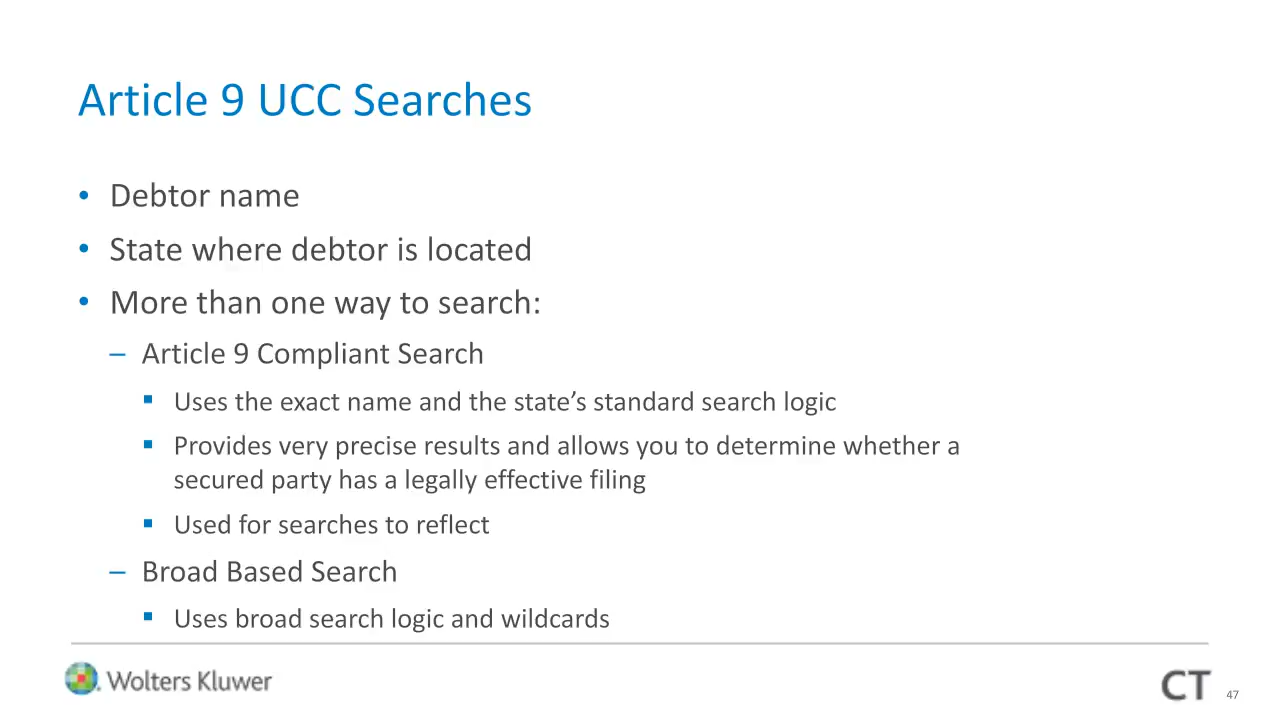 Article 9 UCC Searches
• Debtor name
• State where debtor is located
• More than one way to search:
– Article 9 Compliant Search
▪ Uses the exact name and the state’s standard search logic
▪ Provides very precise results and allows you to determine whether a
secured party has a legally effective filing
▪ Used for searches to reflect
– Broad Based Search
▪ Uses broad search logic and wildcards
Wolters Kluwer
CT
47